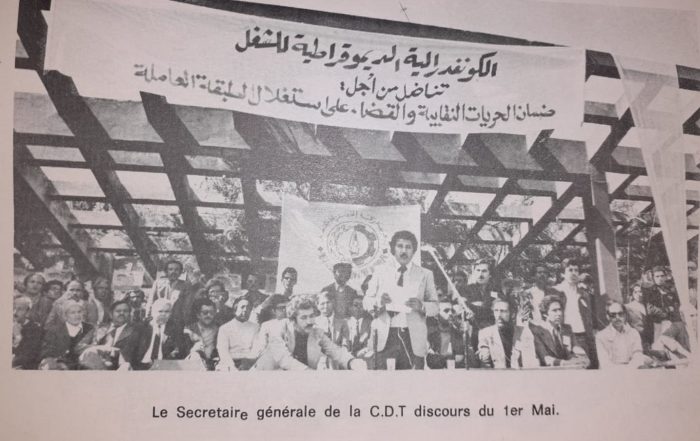 الكونفدرالية الديموقراطية للشغل
تناضل من أجل:
ضمان الحريات النقابية والقضاء على استغلال الطبقة العاملة
Le Secretaire générale de la C.D.T discours du 1er Mai.